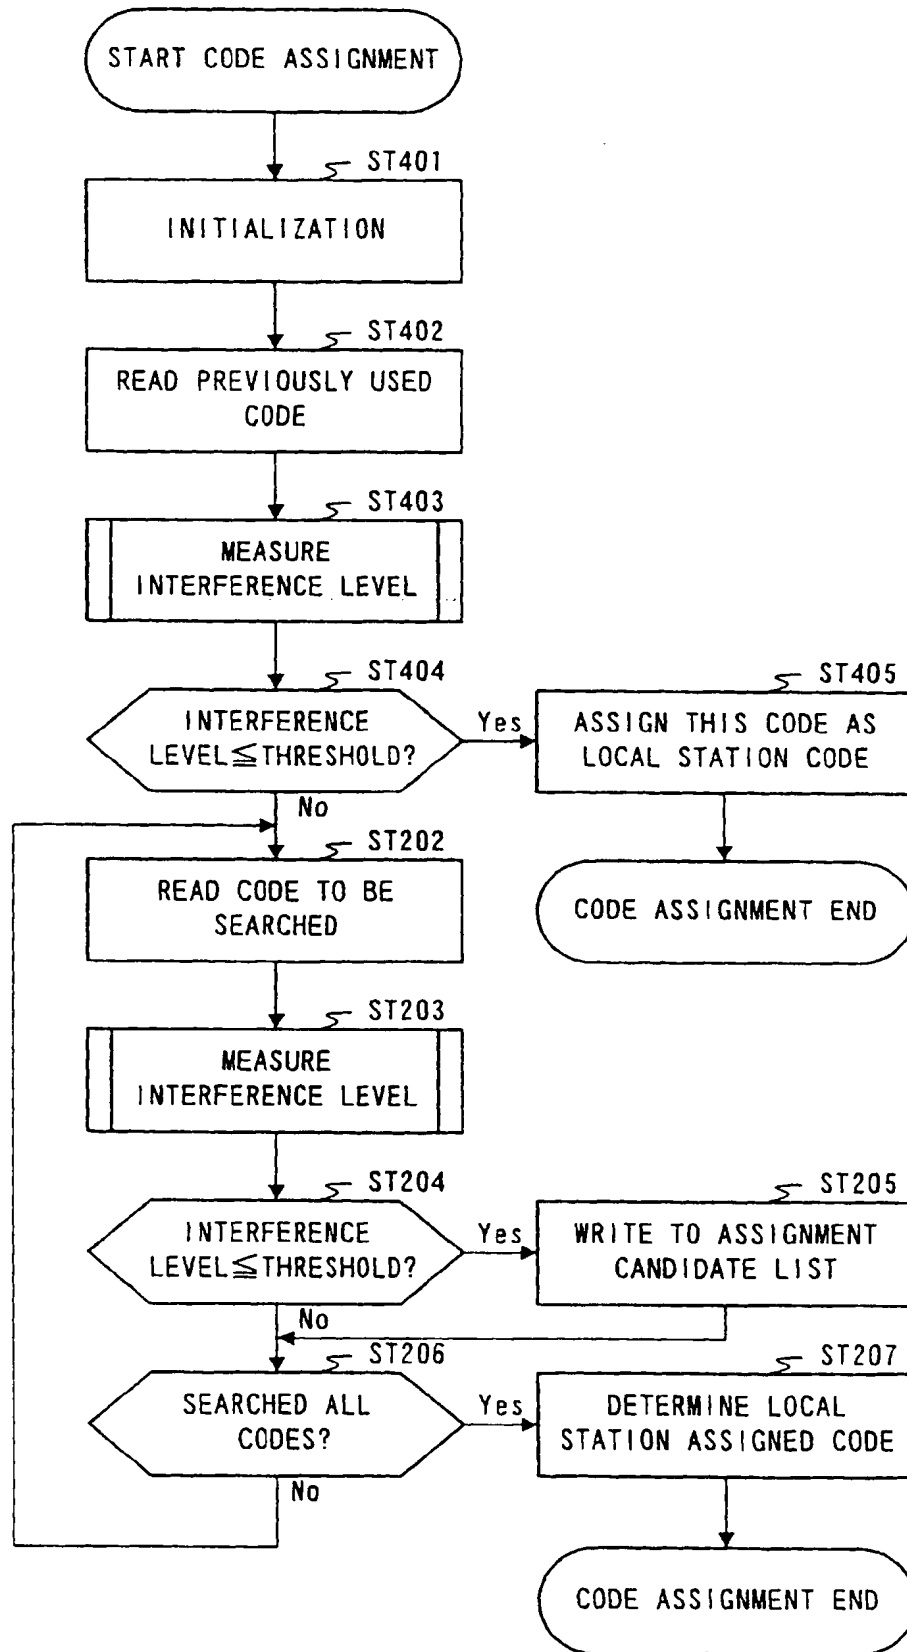 START CODE ASSIGNMENT
ST401
INITIALIZATION
ST402
READ PREVIOUSLY USED
CODE
ST403
MEASURE
INTERFERENCE LEVEL
ST404
INTERFERENCE
LEVEL≦THRESHOLD?
Yes
ST405
ASSIGN THIS CODE AS
LOCAL STATION CODE
No
CODE ASSIGNMENT END
ST202
READ CODE TO BE
SEARCHED
ST203
MEASURE
INTERFERENCE LEVEL
ST204
INTERFERENCE
LEVEL≦THRESHOLD?
Yes
ST205
WRITE TO ASSIGNMENT
CANDIDATE LIST
No
ST206
SEARCHED ALL
CODES?
Yes
ST207
DETERMINE LOCAL
STATION ASSIGNED CODE
No
CODE ASSIGNMENT END